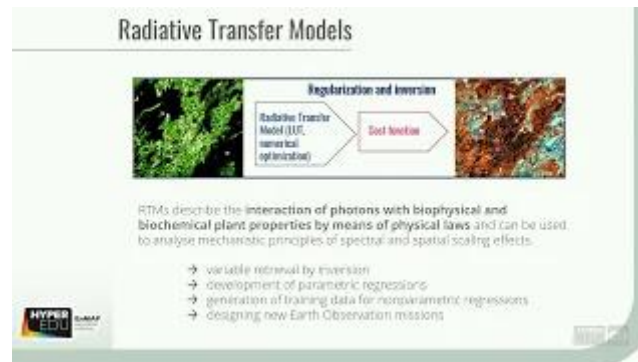 Radiative Transfer Models
Regularization and inversion
Radiative Transfer
Model (LUT,
numerical
optimization)
Cost function
RTMs describe the interaction of photons with biophysical and
biochemical plant properties by means of physical laws and can be used
to analyse mechanistic principles of spectral and spatial scaling effects.
→ variable retrieval by inversion
→ development of parametric regressions
→ generation of training data for nonparametric regressions
→ designing new Earth Observation missions
HYPER
EDU
EnMAP